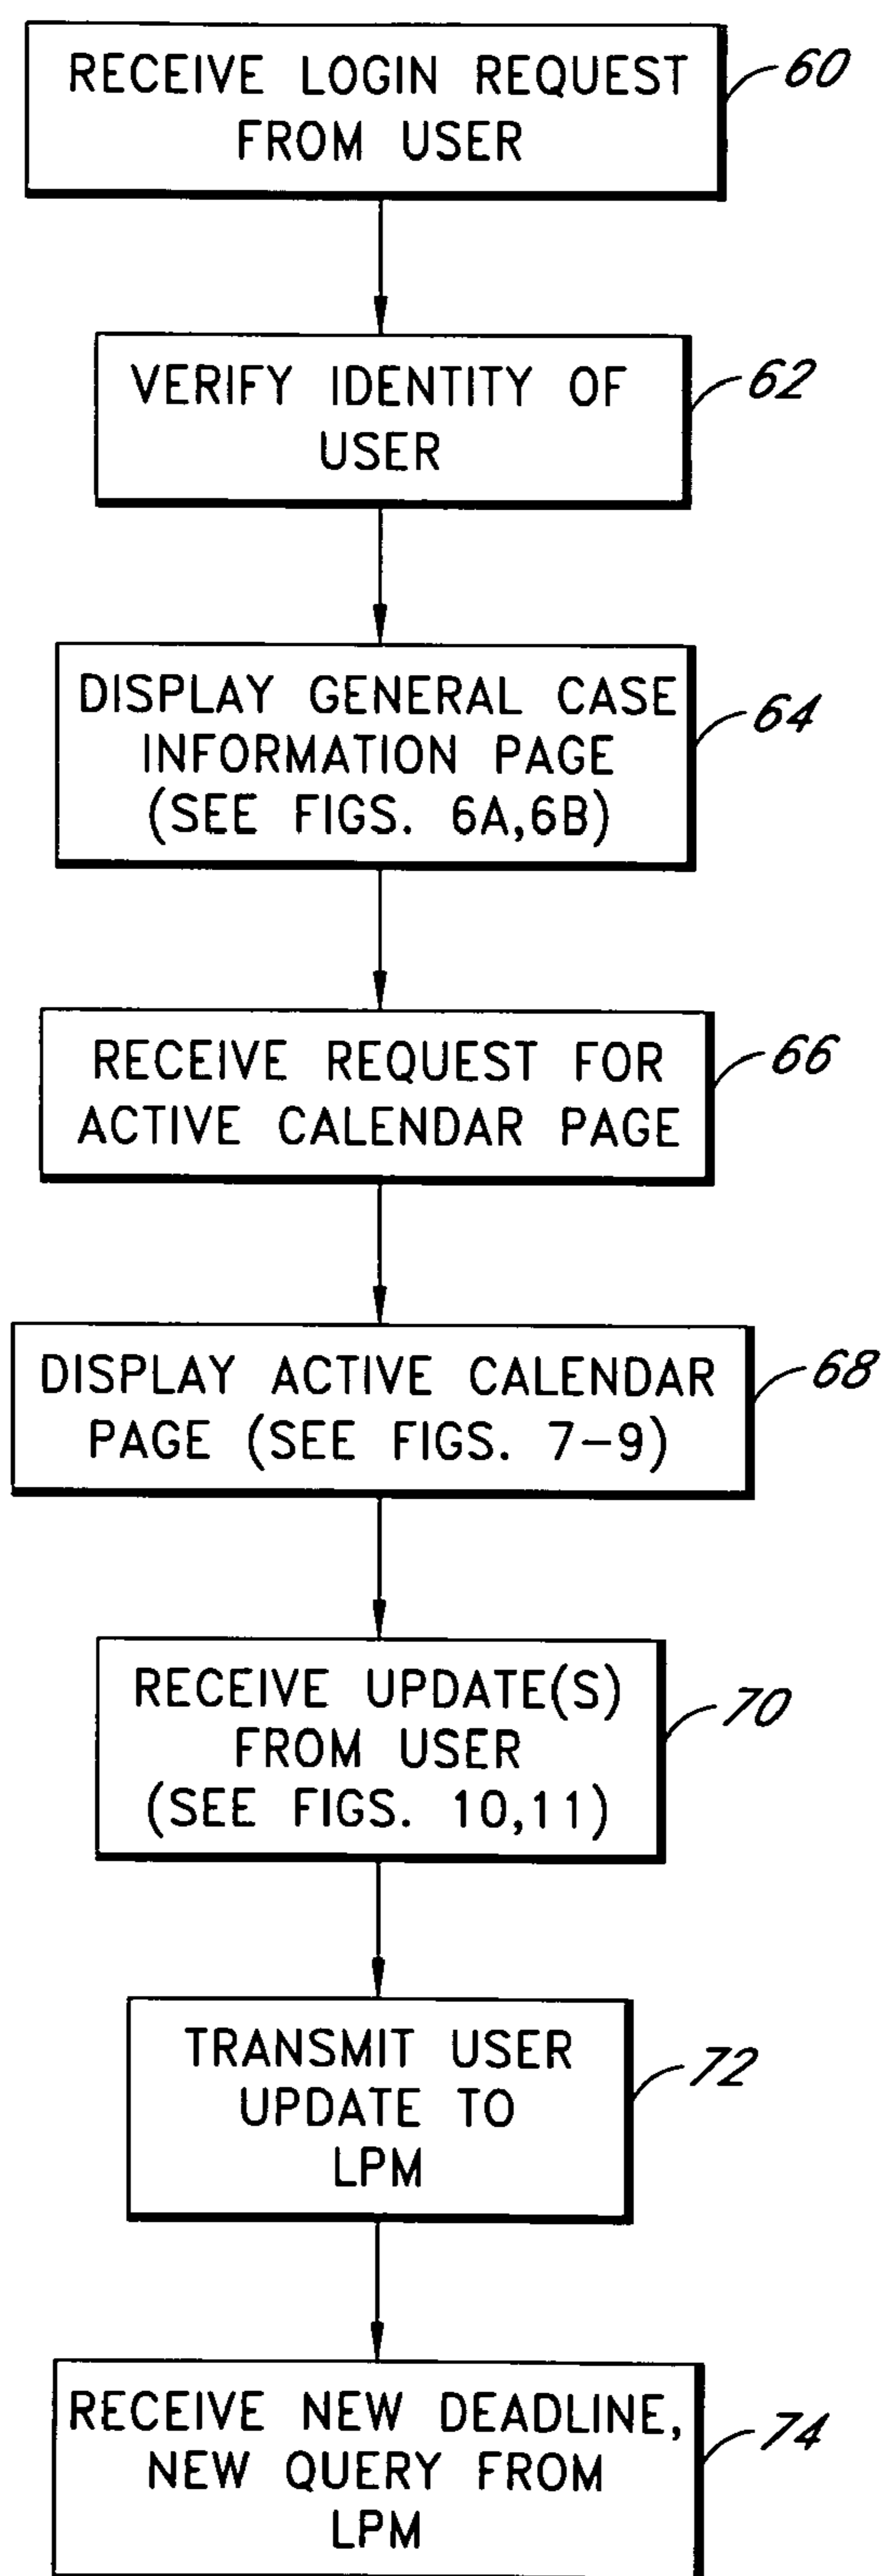 RECEIVE LOGIN REQUEST
FROM USER
60
VERIFY IDENTITY OF
USER
62
DISPLAY GENERAL CASE
INFORMATION PAGE
(SEE FIGS. 6A,6B)
64
RECEIVE REQUEST FOR
ACTIVE CALENDAR PAGE
66
DISPLAY ACTIVE CALENDAR
PAGE (SEE FIGS. 7-9)
68
RECEIVE UPDATE(S)
FROM USER
(SEE FIGS. 10,11)
70
TRANSMIT USER
UPDATE TO
LPM
72
RECEIVE NEW DEADLINE,
NEW QUERY FROM
LPM
74